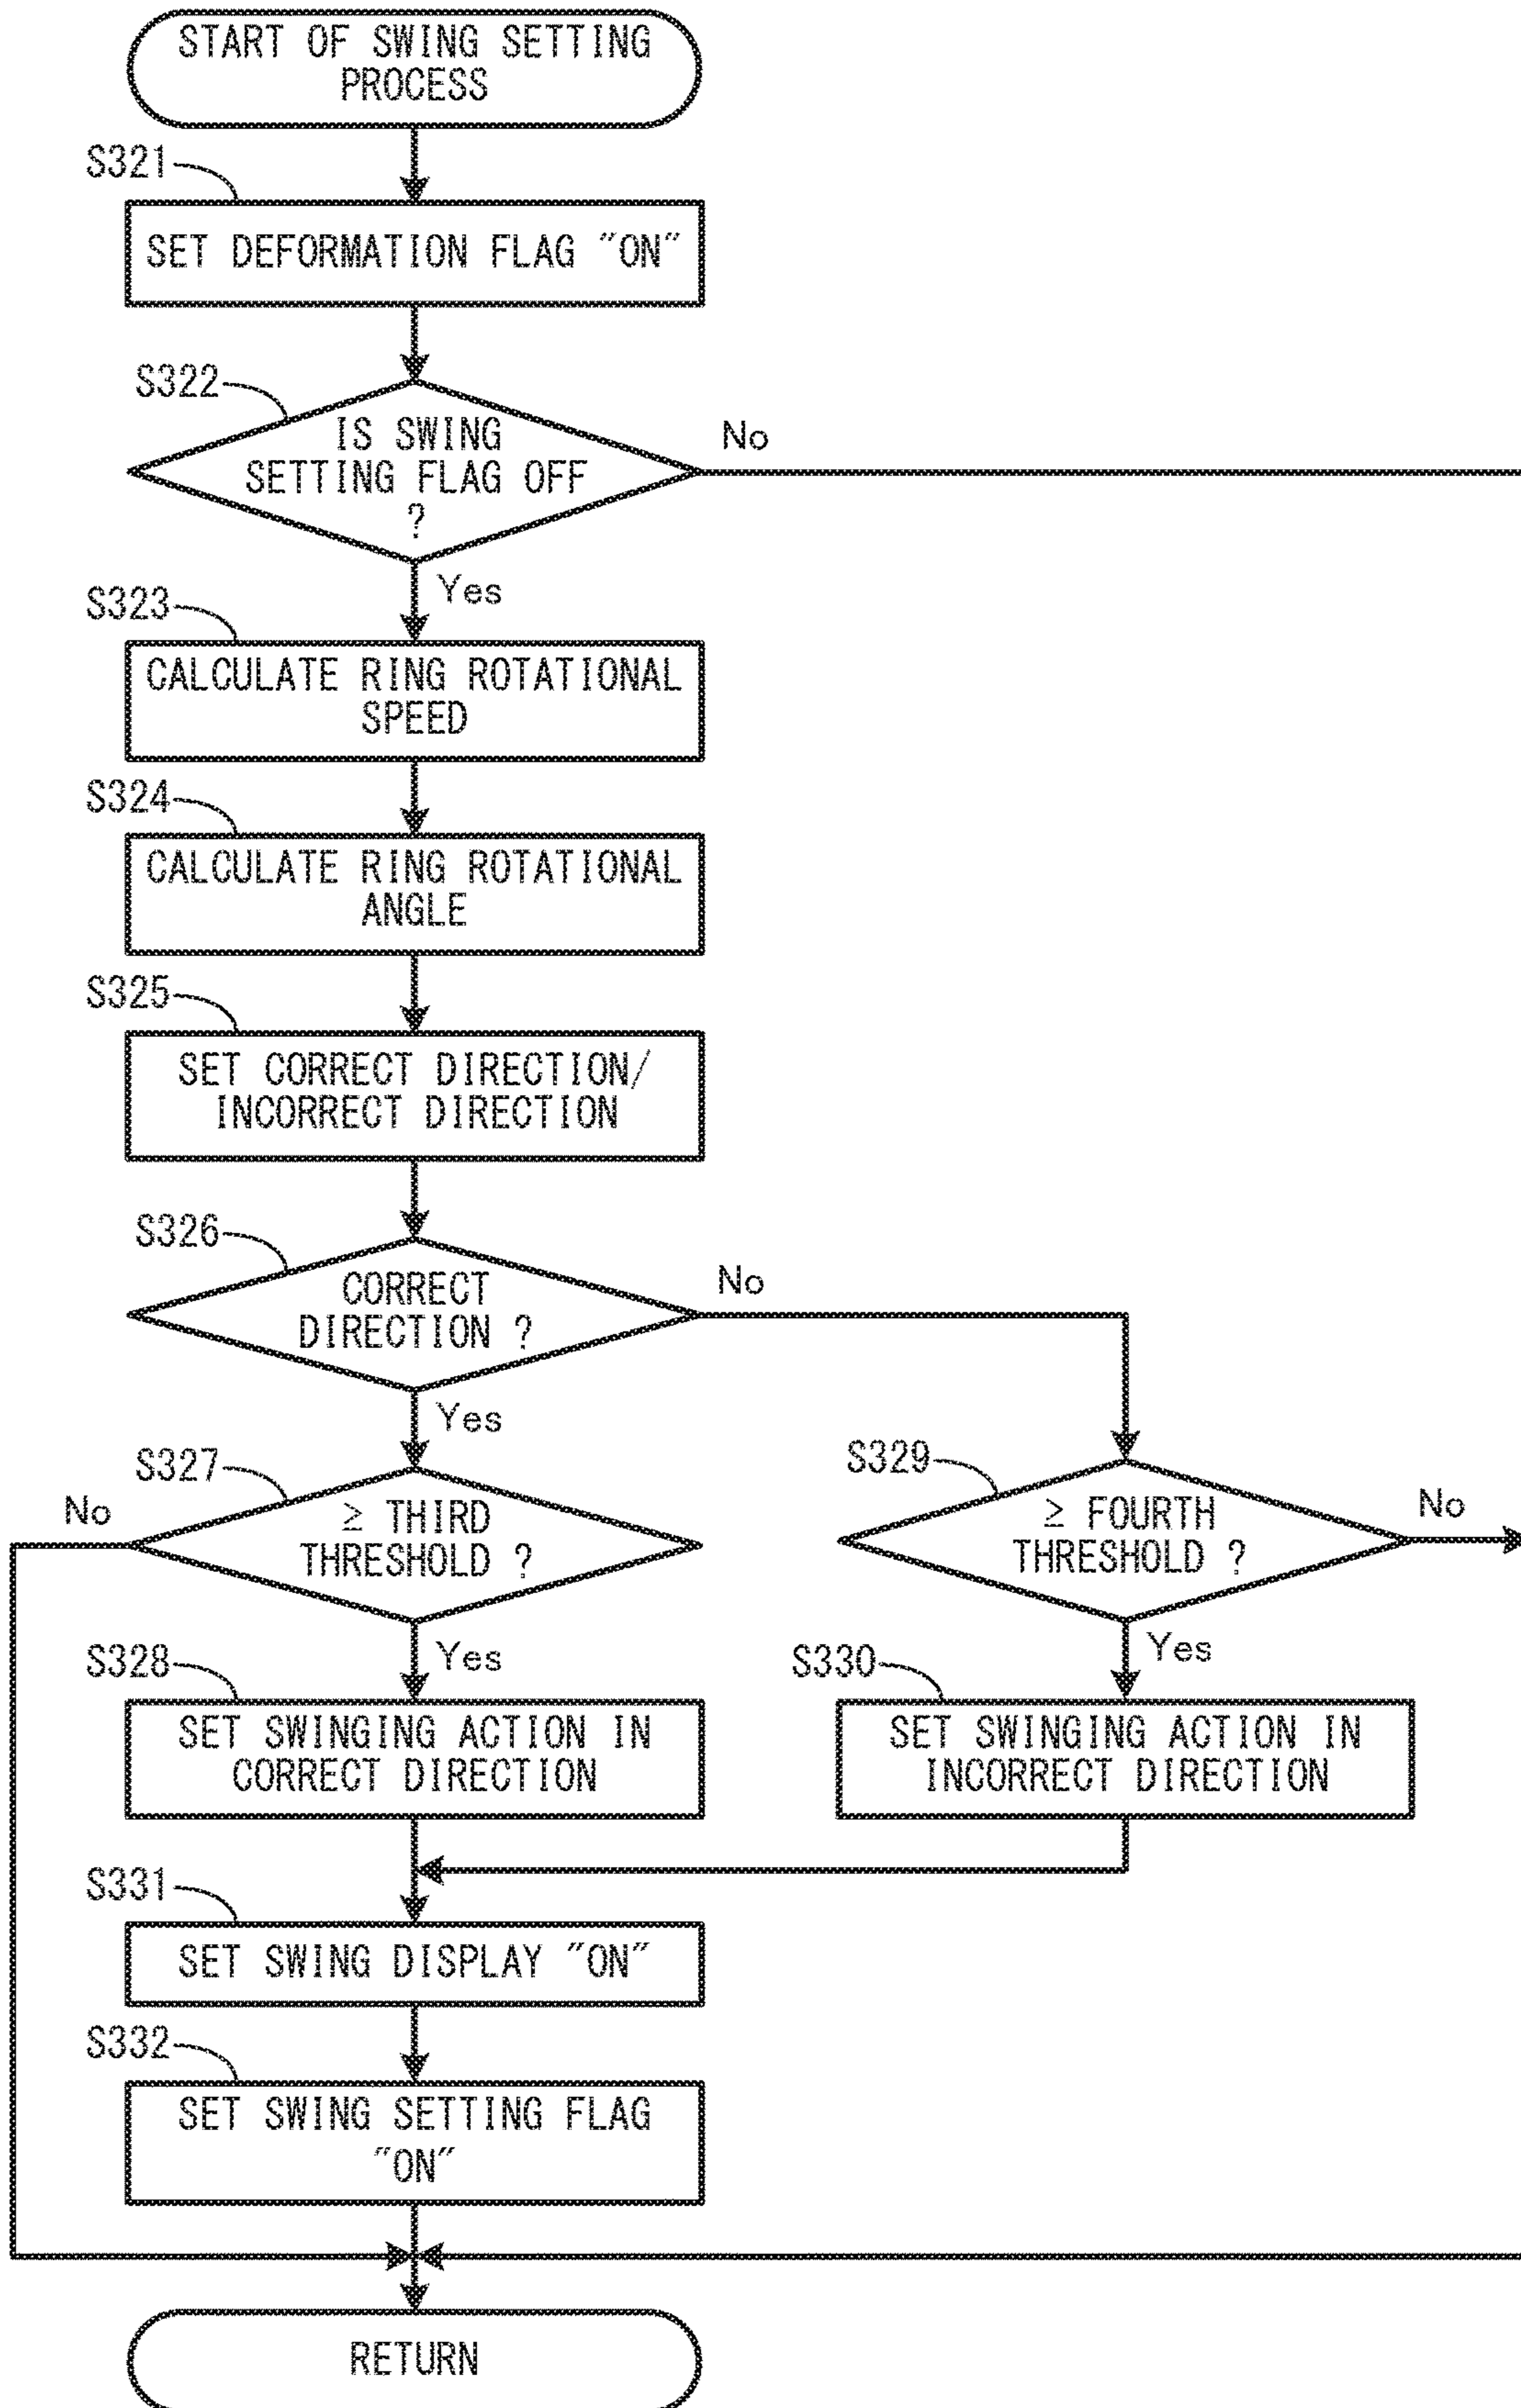 START OF SWING SETTING
PROCESS
S321
SET DEFORMATION FLAG "ON"
S322
IS SWING
SETTING FLAG OFF
?
No
Yes
S323
CALCULATE RING ROTATIONAL
SPEED
S324
CALCULATE RING ROTATIONAL
ANGLE
S325
SET CORRECT DIRECTION/
INCORRECT DIRECTION
S326
CORRECT
DIRECTION ?
No
Yes
S327
No
≥ THIRD
THRESHOLD ?
S329
≥ FOURTH
THRESHOLD ?
No
Yes
S328
SET SWINGING ACTION IN
CORRECT DIRECTION
Yes
S330
SET SWINGING ACTION IN
INCORRECT DIRECTION
S331
SET SWING DISPLAY "ON"
S332
SET SWING SETTING FLAG
"ON"
RETURN